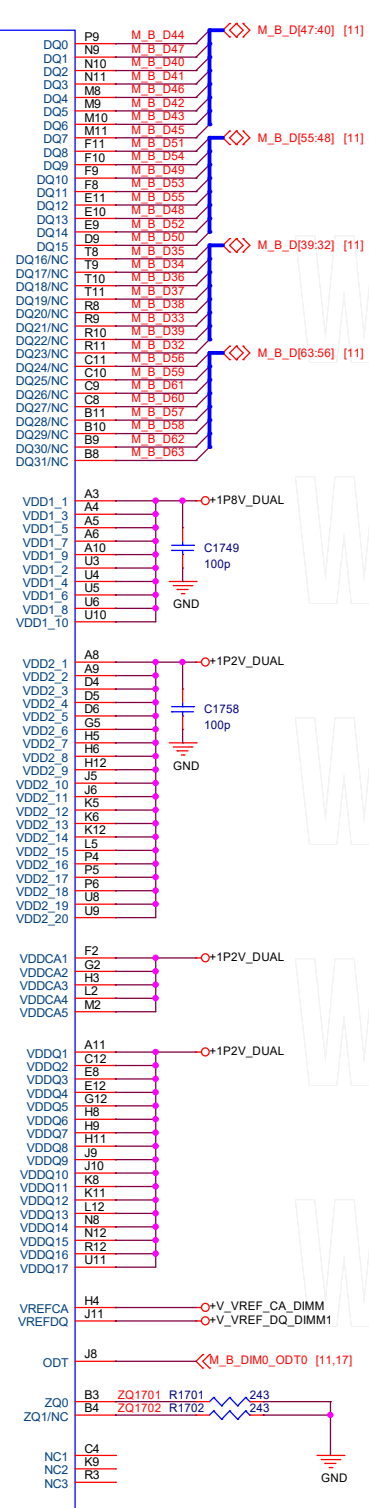 DQ0 P9 M_B_D44 M_B_D[47:40] [11]
DQ1 N9 M_B_D47
DQ2 N10 M_B_D40
DQ3 N11 M_B_D41
DQ4 M8 M_B_D46
DQ5 M9 M_B_D42
DQ6 M10 M_B_D43
DQ7 M11 M_B_D45
DQ8 F11 M_B_D51 M_B_D[55:48] [11]
DQ9 F10 M_B_D54
DQ10 F9 M_B_D49
DQ11 F8 M_B_D53
DQ12 E11 M_B_D55
DQ13 E10 M_B_D48
DQ14 E9 M_B_D52
DQ15 D9 M_B_D50
DQ16/NC T8 M_B_D35 M_B_D[39:32] [11]
DQ17/NC T9 M_B_D34
DQ18/NC T10 M_B_D36
DQ19/NC T11 M_B_D37
DQ20/NC R8 M_B_D38
DQ21/NC R9 M_B_D33
DQ22/NC R10 M_B_D39
DQ23/NC R11 M_B_D32
DQ24/NC C11 M_B_D56 M_B_D[63:56] [11]
DQ25/NC C10 M_B_D59
DQ26/NC C9 M_B_D61
DQ27/NC C8 M_B_D60
DQ28/NC B11 M_B_D57
DQ29/NC B10 M_B_D58
DQ30/NC B9 M_B_D62
DQ31/NC B8 M_B_D63
VDD1_1 A3 +1P8V_DUAL
VDD1_3 A4
VDD1_5 A5
VDD1_7 A6
VDD1_9 A10 C1749
VDD1_2 U3 100p
VDD1_4 U4
VDD1_6 U5
VDD1_8 U6 GND
VDD1_10 U10
VDD2_1 A8 +1P2V_DUAL
VDD2_2 A9
VDD2_3 D4
VDD2_4 D5 C1758
VDD2_5 D6 100p
VDD2_6 G5
VDD2_7 H5
VDD2_8 H6 GND
VDD2_9 H12
VDD2_10 J5
VDD2_11 J6
VDD2_12 K5
VDD2_13 K6
VDD2_14 K12
VDD2_15 L5
VDD2_16 P4
VDD2_17 P5
VDD2_18 P6
VDD2_19 U8
VDD2_20 U9
VDDCA1 F2 +1P2V_DUAL
VDDCA2 G2
VDDCA3 H3
VDDCA4 L2
VDDCA5 M2
VDDQ1 A11 +1P2V_DUAL
VDDQ2 C12
VDDQ3 E8
VDDQ4 E12
VDDQ5 G12
VDDQ6 H8
VDDQ7 H9
VDDQ8 H11
VDDQ9 J9
VDDQ10 J10
VDDQ11 K8
VDDQ12 K11
VDDQ13 L12
VDDQ14 N8
VDDQ15 N12
VDDQ16 R12
VDDQ17 U11
VREFCA H4 +V_VREF_CA_DIMM
VREFDQ J11 +V_VREF_DQ_DIMM1
ODT J8 M_B_DIM0_ODT0 [11,17]
ZQ0 B3 ZQ1701 R1701 243
ZQ1/NC B4 ZQ1702 R1702 243
NC1 C4
NC2 K9
NC3 R3 GND
W
W
W
W
W